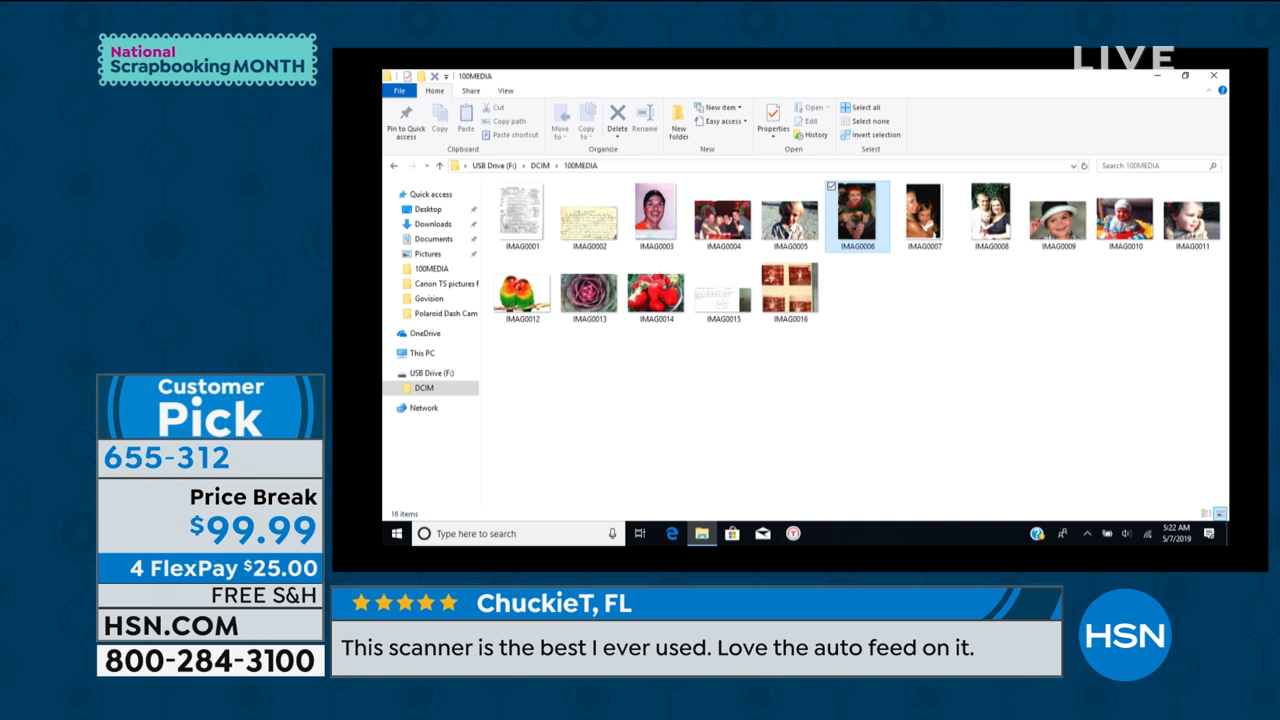 National
Scrapbooking MONTH
LIVE
100MEDIA
File Home Share View
Pin to Quick access
Copy
Paste
Cut
Copy path
Paste shortcut
Clipboard
Move to
Copy to
Delete
Rename
Organize
New folder
New item
Easy access
New
Properties
Open
Edit
History
Open
Select all
Select none
Invert selection
Select
USB Drive (F:) > DCIM > 100MEDIA
Search 100MEDIA
Quick access
Desktop
Downloads
Documents
Pictures
100MEDIA
Canon TS pictures f
Govision
Polaroid Dash Cam
OneDrive
This PC
USB Drive (F:)
DCIM
Network
IMAG0001 IMAG0002 IMAG0003 IMAG0004 IMAG0005 IMAG0006 IMAG0007 IMAG0008 IMAG0009 IMAG0010 IMAG0011
IMAG0012 IMAG0013 IMAG0014 IMAG0015 IMAG0016
16 items
Type here to search
5:22 AM
5/7/2019
Customer
Pick
655-312
Price Break
$99.99
4 FlexPay $25.00
FREE S&H
HSN.COM
800-284-3100
ChuckieT, FL
This scanner is the best I ever used. Love the auto feed on it.
HSN